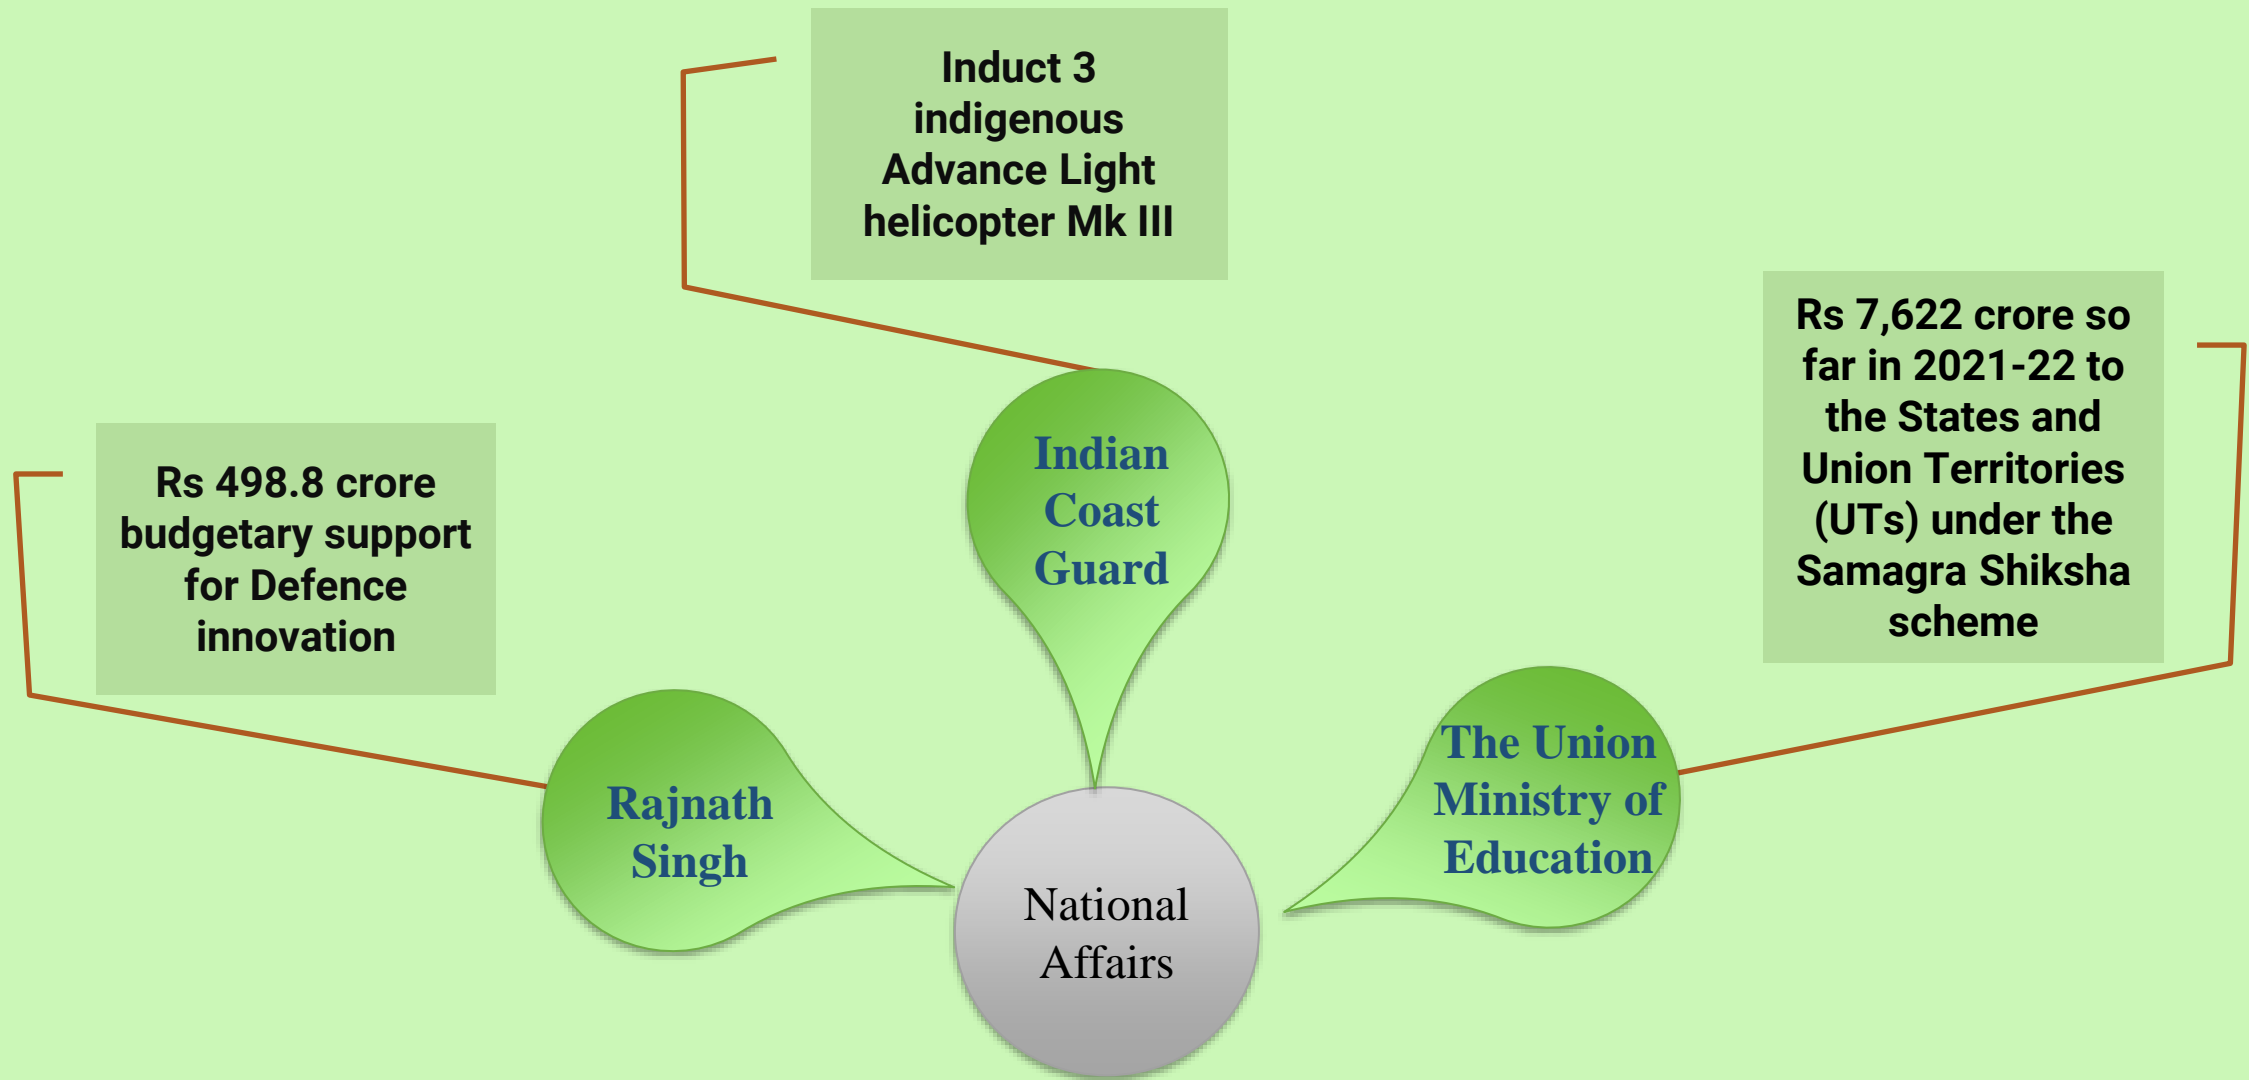 Induct 3
indigenous
Advance Light
helicopter Mk III
Rs 7,622 crore so
far in 2021-22 to
the States and
Union Territories
(UTs) under the
Samagra Shiksha
scheme
Rs 498.8 crore
budgetary support
for Defence
innovation
Indian
Coast
Guard
The Union
Ministry of
Education
Rajnath
Singh
National
Affairs